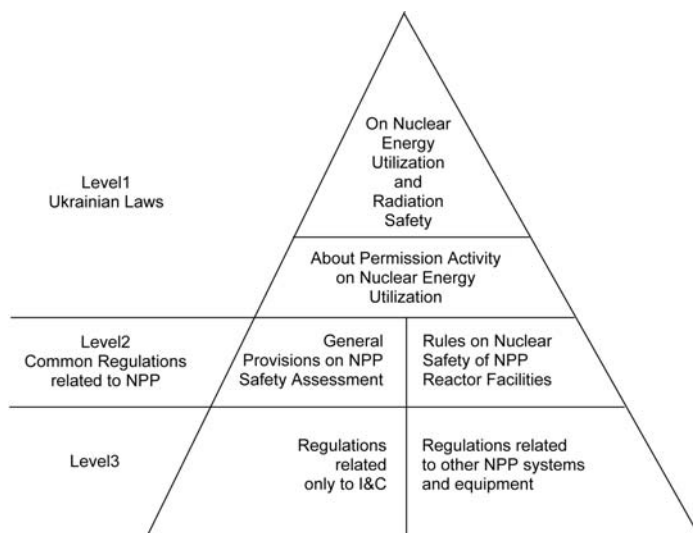 On Nuclear
Energy
Utilization
and
Radiation
Safety
Level1
Ukrainian Laws
About Permission Activity
on Nuclear Energy
Utilization
Level2
Common Regulations
related to NPP
General
Provisions on NPP
Safety Assessment
Rules on Nuclear
Safety of NPP
Reactor Facilities
Level3
Regulations
related
only to I&C
Regulations related
to other NPP systems
and equipment